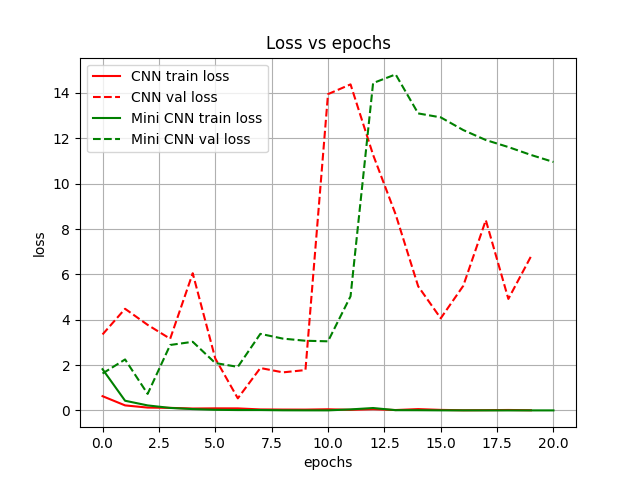 Loss vs epochs
CNN train loss
CNN val loss
Mini CNN train loss
Mini CNN val loss
14
12
10
8
6
4
2
0
loss
0.0 2.5 5.0 7.5 10.0 12.5 15.0 17.5 20.0
epochs